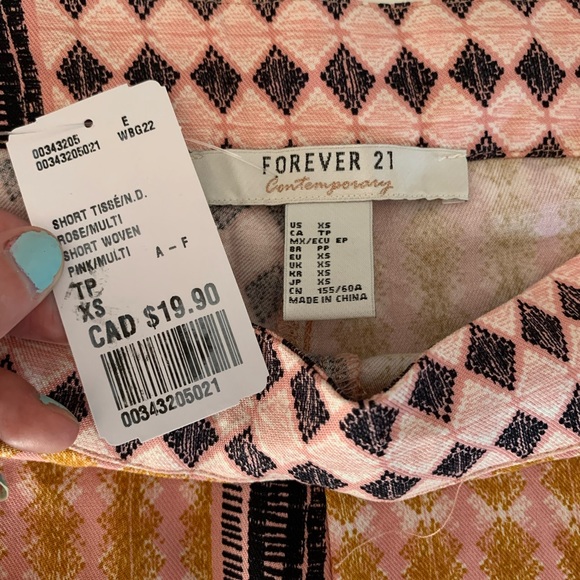 00343205 E
00343205021 WBG22
SHORT TISSÉ/N.D.
ROSE/MULTI
SHORT WOVEN
PINK/MULTI A - F
TP
XS
CAD $19.90
00343205021
FOREVER 21
Contemporary
US XS
CA TP
MX/ECU EP
BR PP
EU XS
UK XS
KR XS
JP XS
CN 155/60A
MADE IN CHINA